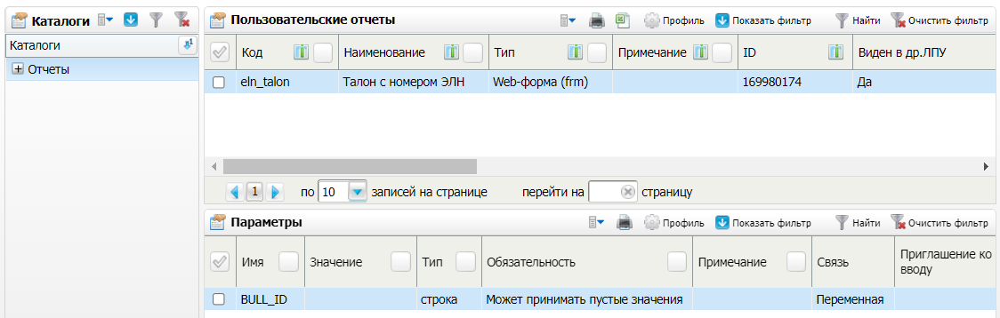 Каталоги
Каталоги
Отчеты
Пользовательские отчеты Профиль Показать фильтр Найти Очистить фильтр
Код Наименование Тип Примечание ID Виден в др.ЛПУ
eln_talon Талон с номером ЭЛН Web-форма (frm) 169980174 Да
1 по 10 записей на странице перейти на страницу
Параметры Профиль Показать фильтр Найти Очистить фильтр
Имя Значение Тип Обязательность Примечание Связь Приглашение ко
вводу
BULL_ID строка Может принимать пустые значения Переменная